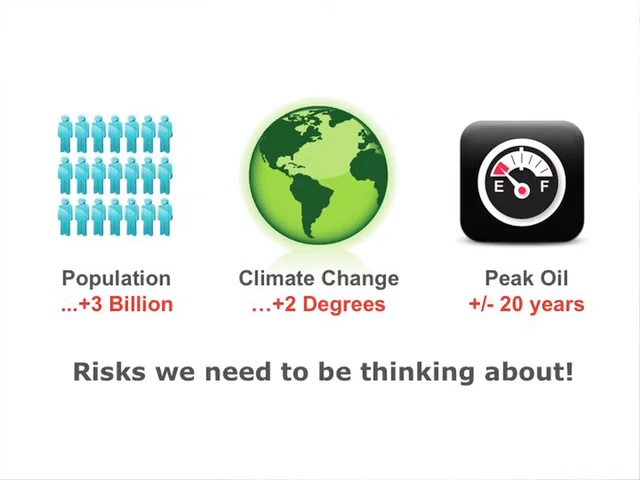 E F
Population
...+3 Billion
Climate Change
...+2 Degrees
Peak Oil
+/- 20 years
Risks we need to be thinking about!